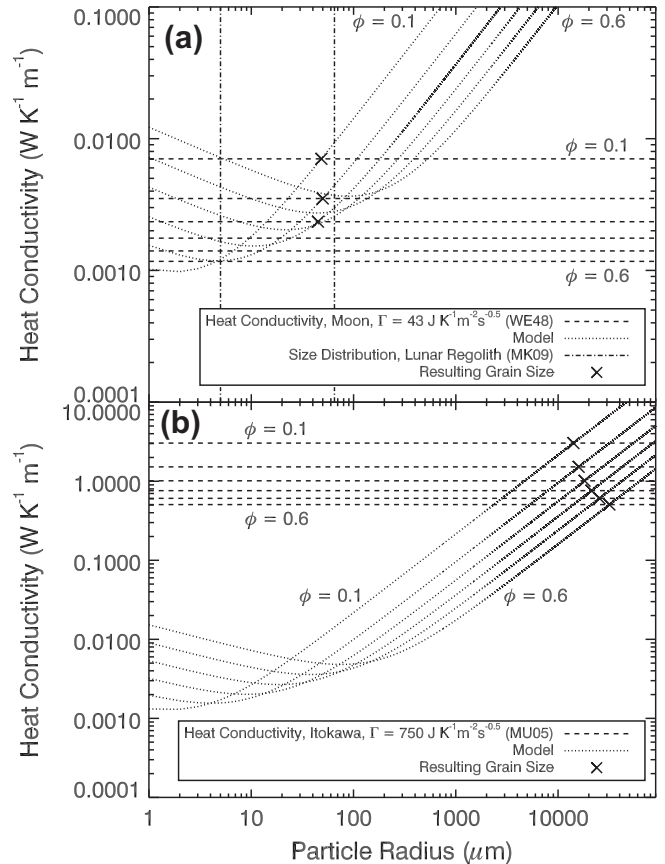 (a)
ϕ = 0.1
ϕ = 0.6
0.1000
0.0100
0.0010
0.0001
Heat Conductivity (W K⁻¹ m⁻¹)
ϕ = 0.1
ϕ = 0.6
Heat Conductivity, Moon, Γ = 43 J K⁻¹m⁻²s⁻⁰·⁵ (WE48)
Model
Size Distribution, Lunar Regolith (MK09)
Resulting Grain Size
(b)
10.0000
1.0000
0.1000
0.0100
0.0010
0.0001
Heat Conductivity (W K⁻¹ m⁻¹)
ϕ = 0.1
ϕ = 0.6
ϕ = 0.1
ϕ = 0.6
Heat Conductivity, Itokawa, Γ = 750 J K⁻¹m⁻²s⁻⁰·⁵ (MU05)
Model
Resulting Grain Size
1 10 100 1000 10000
Particle Radius (μm)